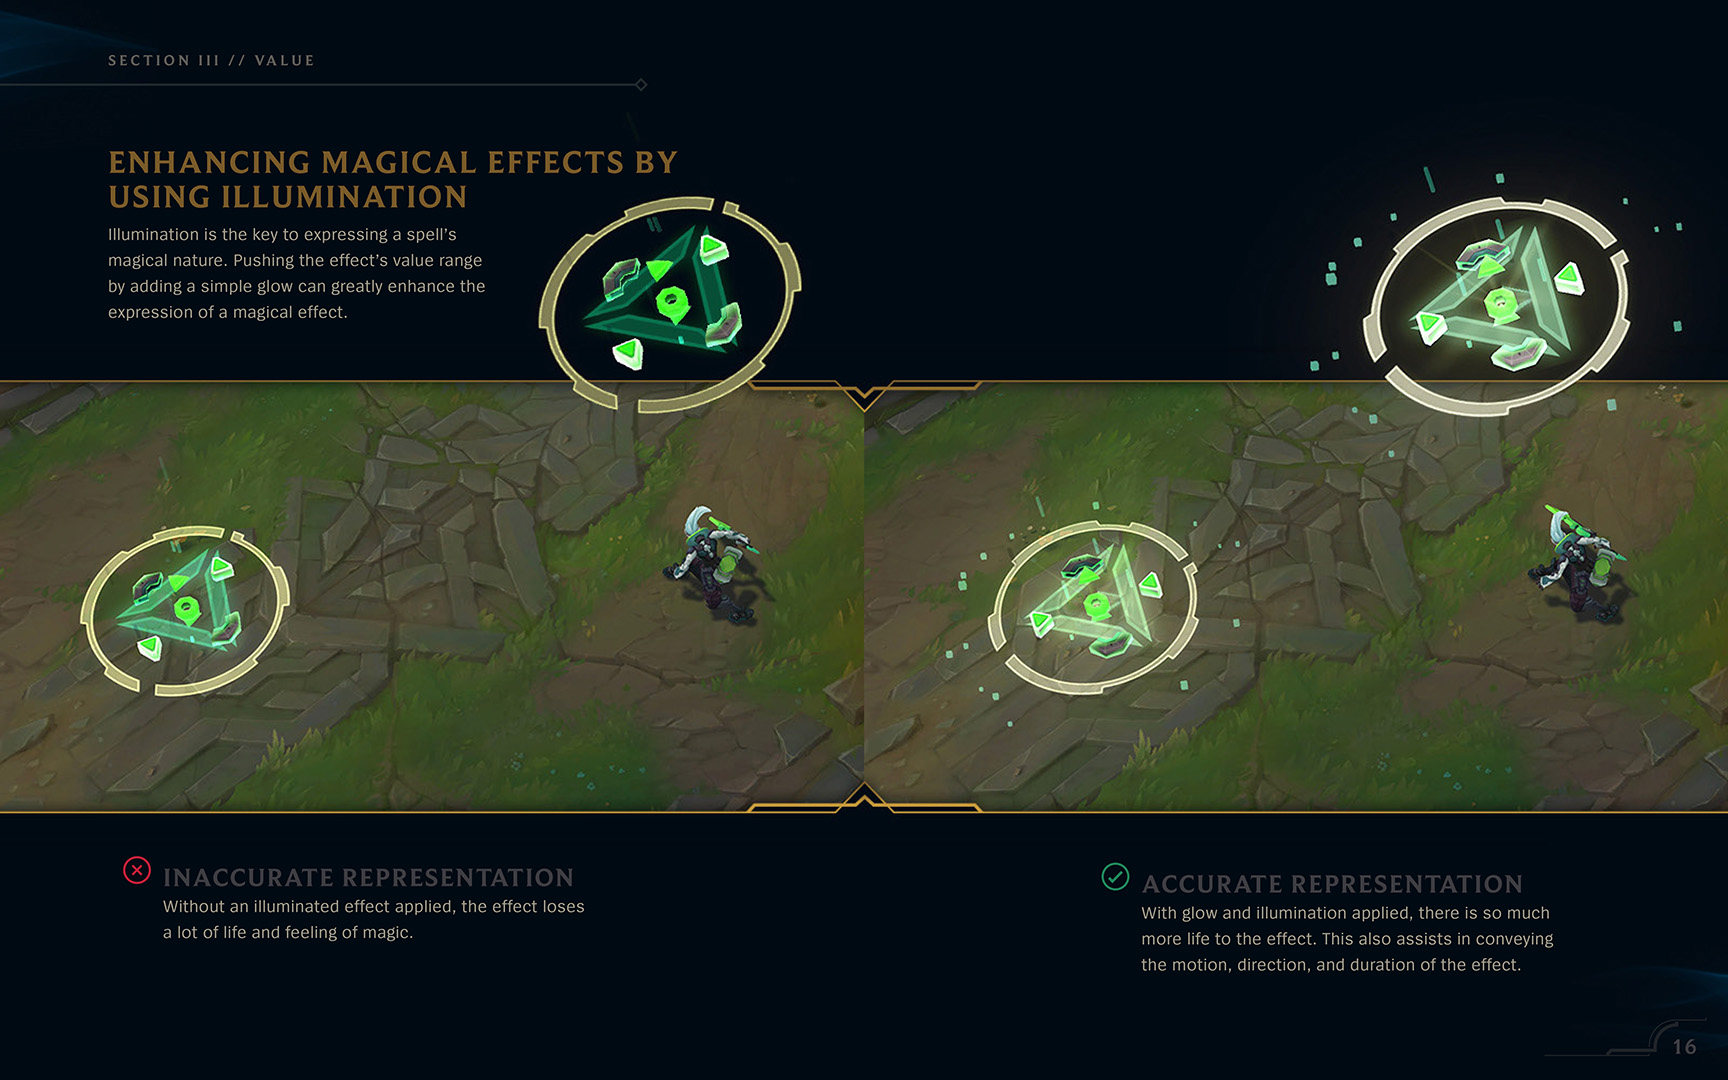 SECTION III // VALUE
ENHANCING MAGICAL EFFECTS BY
USING ILLUMINATION
Illumination is the key to expressing a spell's
magical nature. Pushing the effect's value range
by adding a simple glow can greatly enhance the
expression of a magical effect.
INACCURATE REPRESENTATION
Without an illuminated effect applied, the effect loses
a lot of life and feeling of magic.
ACCURATE REPRESENTATION
With glow and illumination applied, there is so much
more life to the effect. This also assists in conveying
the motion, direction, and duration of the effect.
16